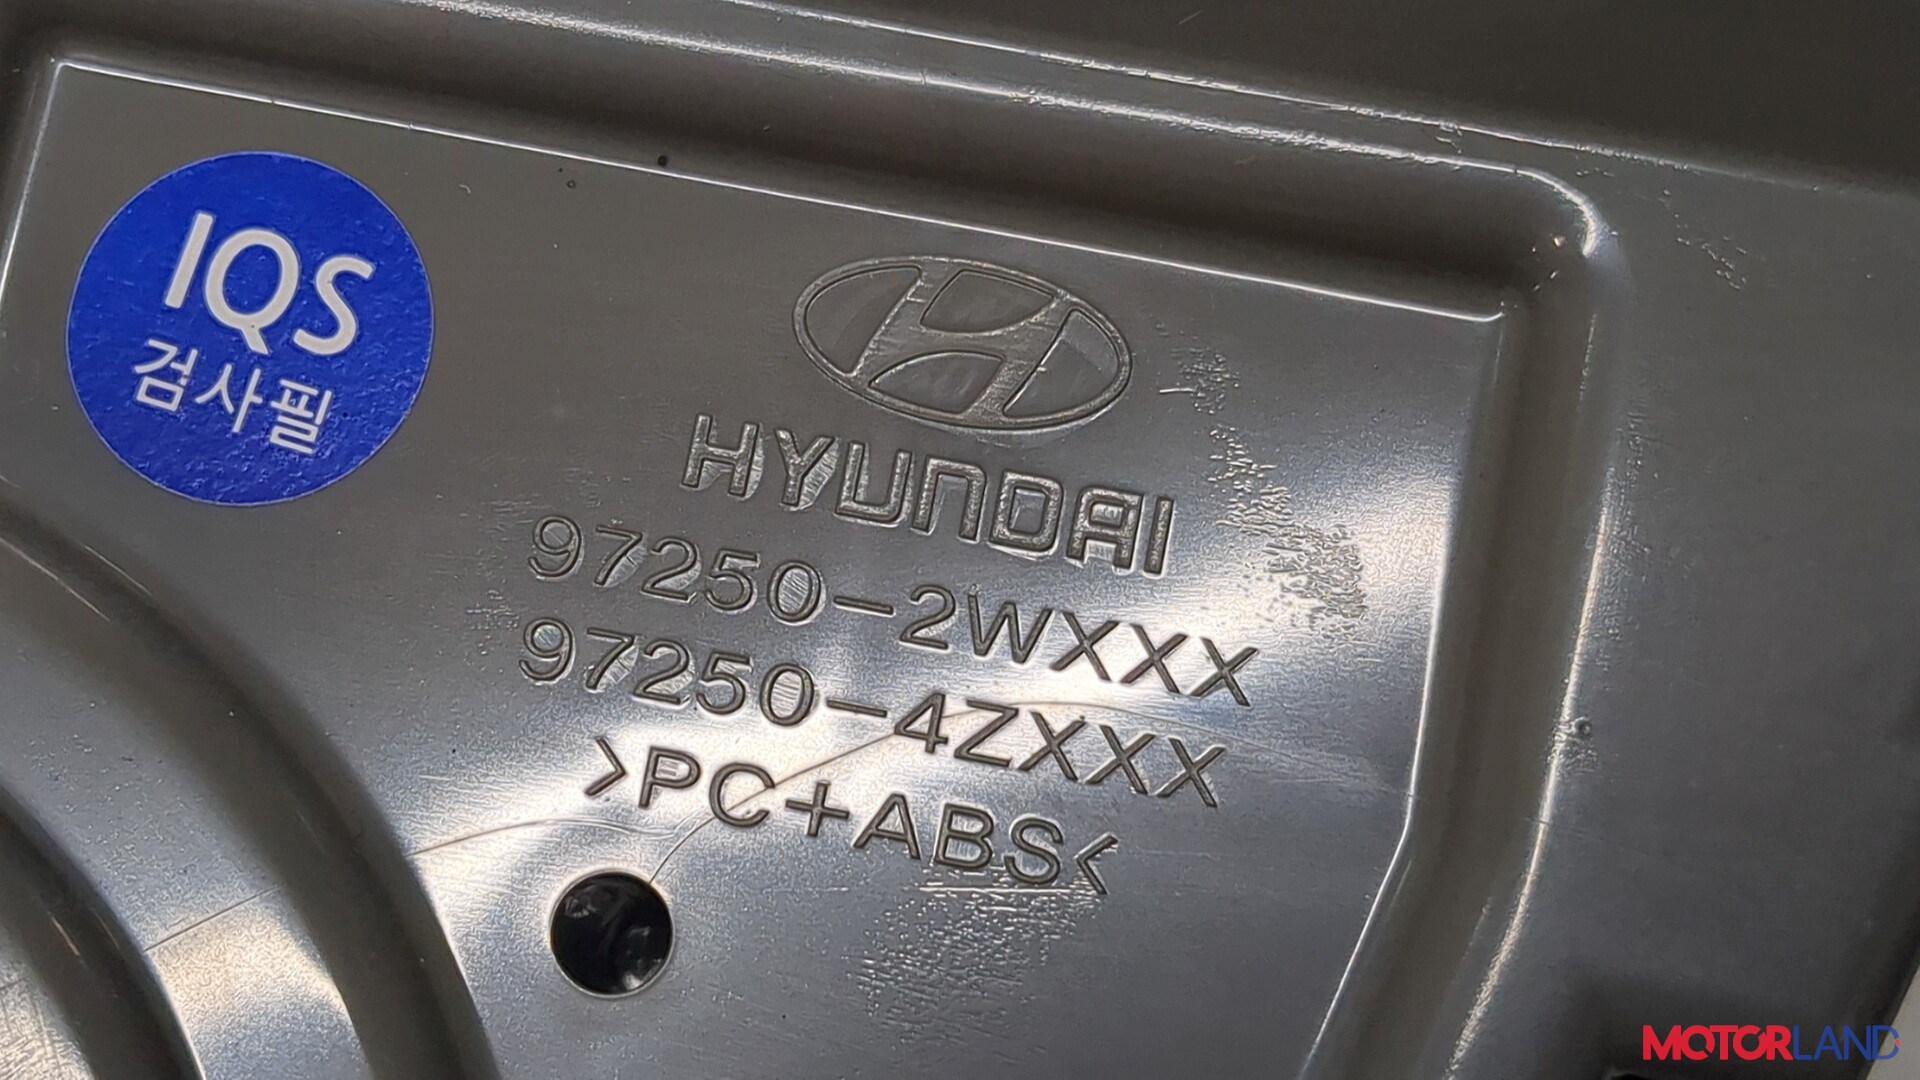 IQS
검사필
HYUNDAI
97250-2WXXX
97250-4ZXXX
>PC+ABS<
MOTORLAND